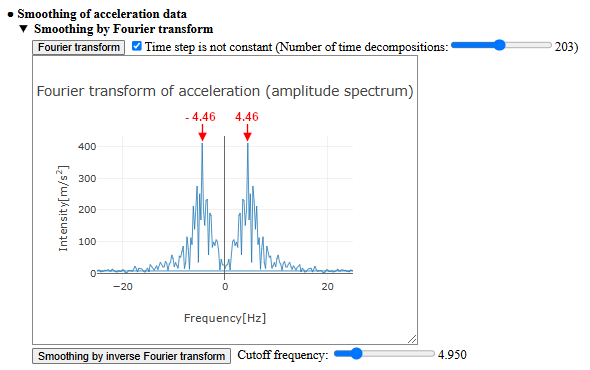 ● Smoothing of acceleration data
▼ Smoothing by Fourier transform
Fourier transform Time step is not constant (Number of time decompositions: 203)
Fourier transform of acceleration (amplitude spectrum)
- 4.46 4.46
400
300
200
100
0
Intensity[m/s²]
−20 0 20
Frequency[Hz]
Smoothing by inverse Fourier transform Cutoff frequency: 4.950